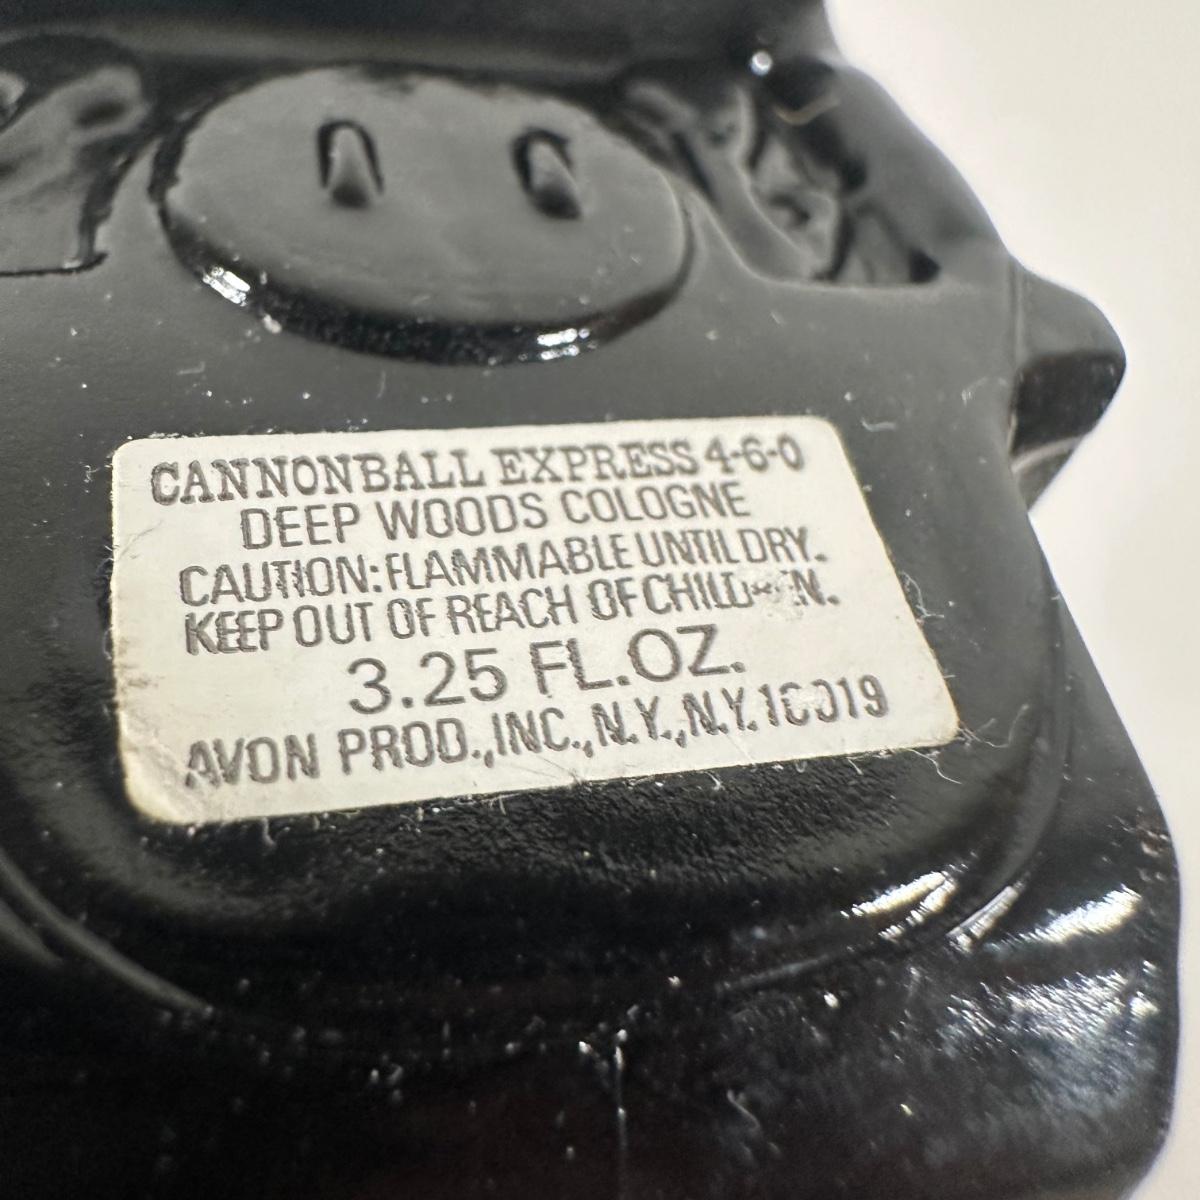 CANNONBALL EXPRESS 4-6-0
DEEP WOODS COLOGNE
CAUTION: FLAMMABLE UNTIL DRY.
KEEP OUT OF REACH OF CHILDREN.
3.25 FL.OZ.
AVON PROD., INC., N.Y., N.Y. 10019